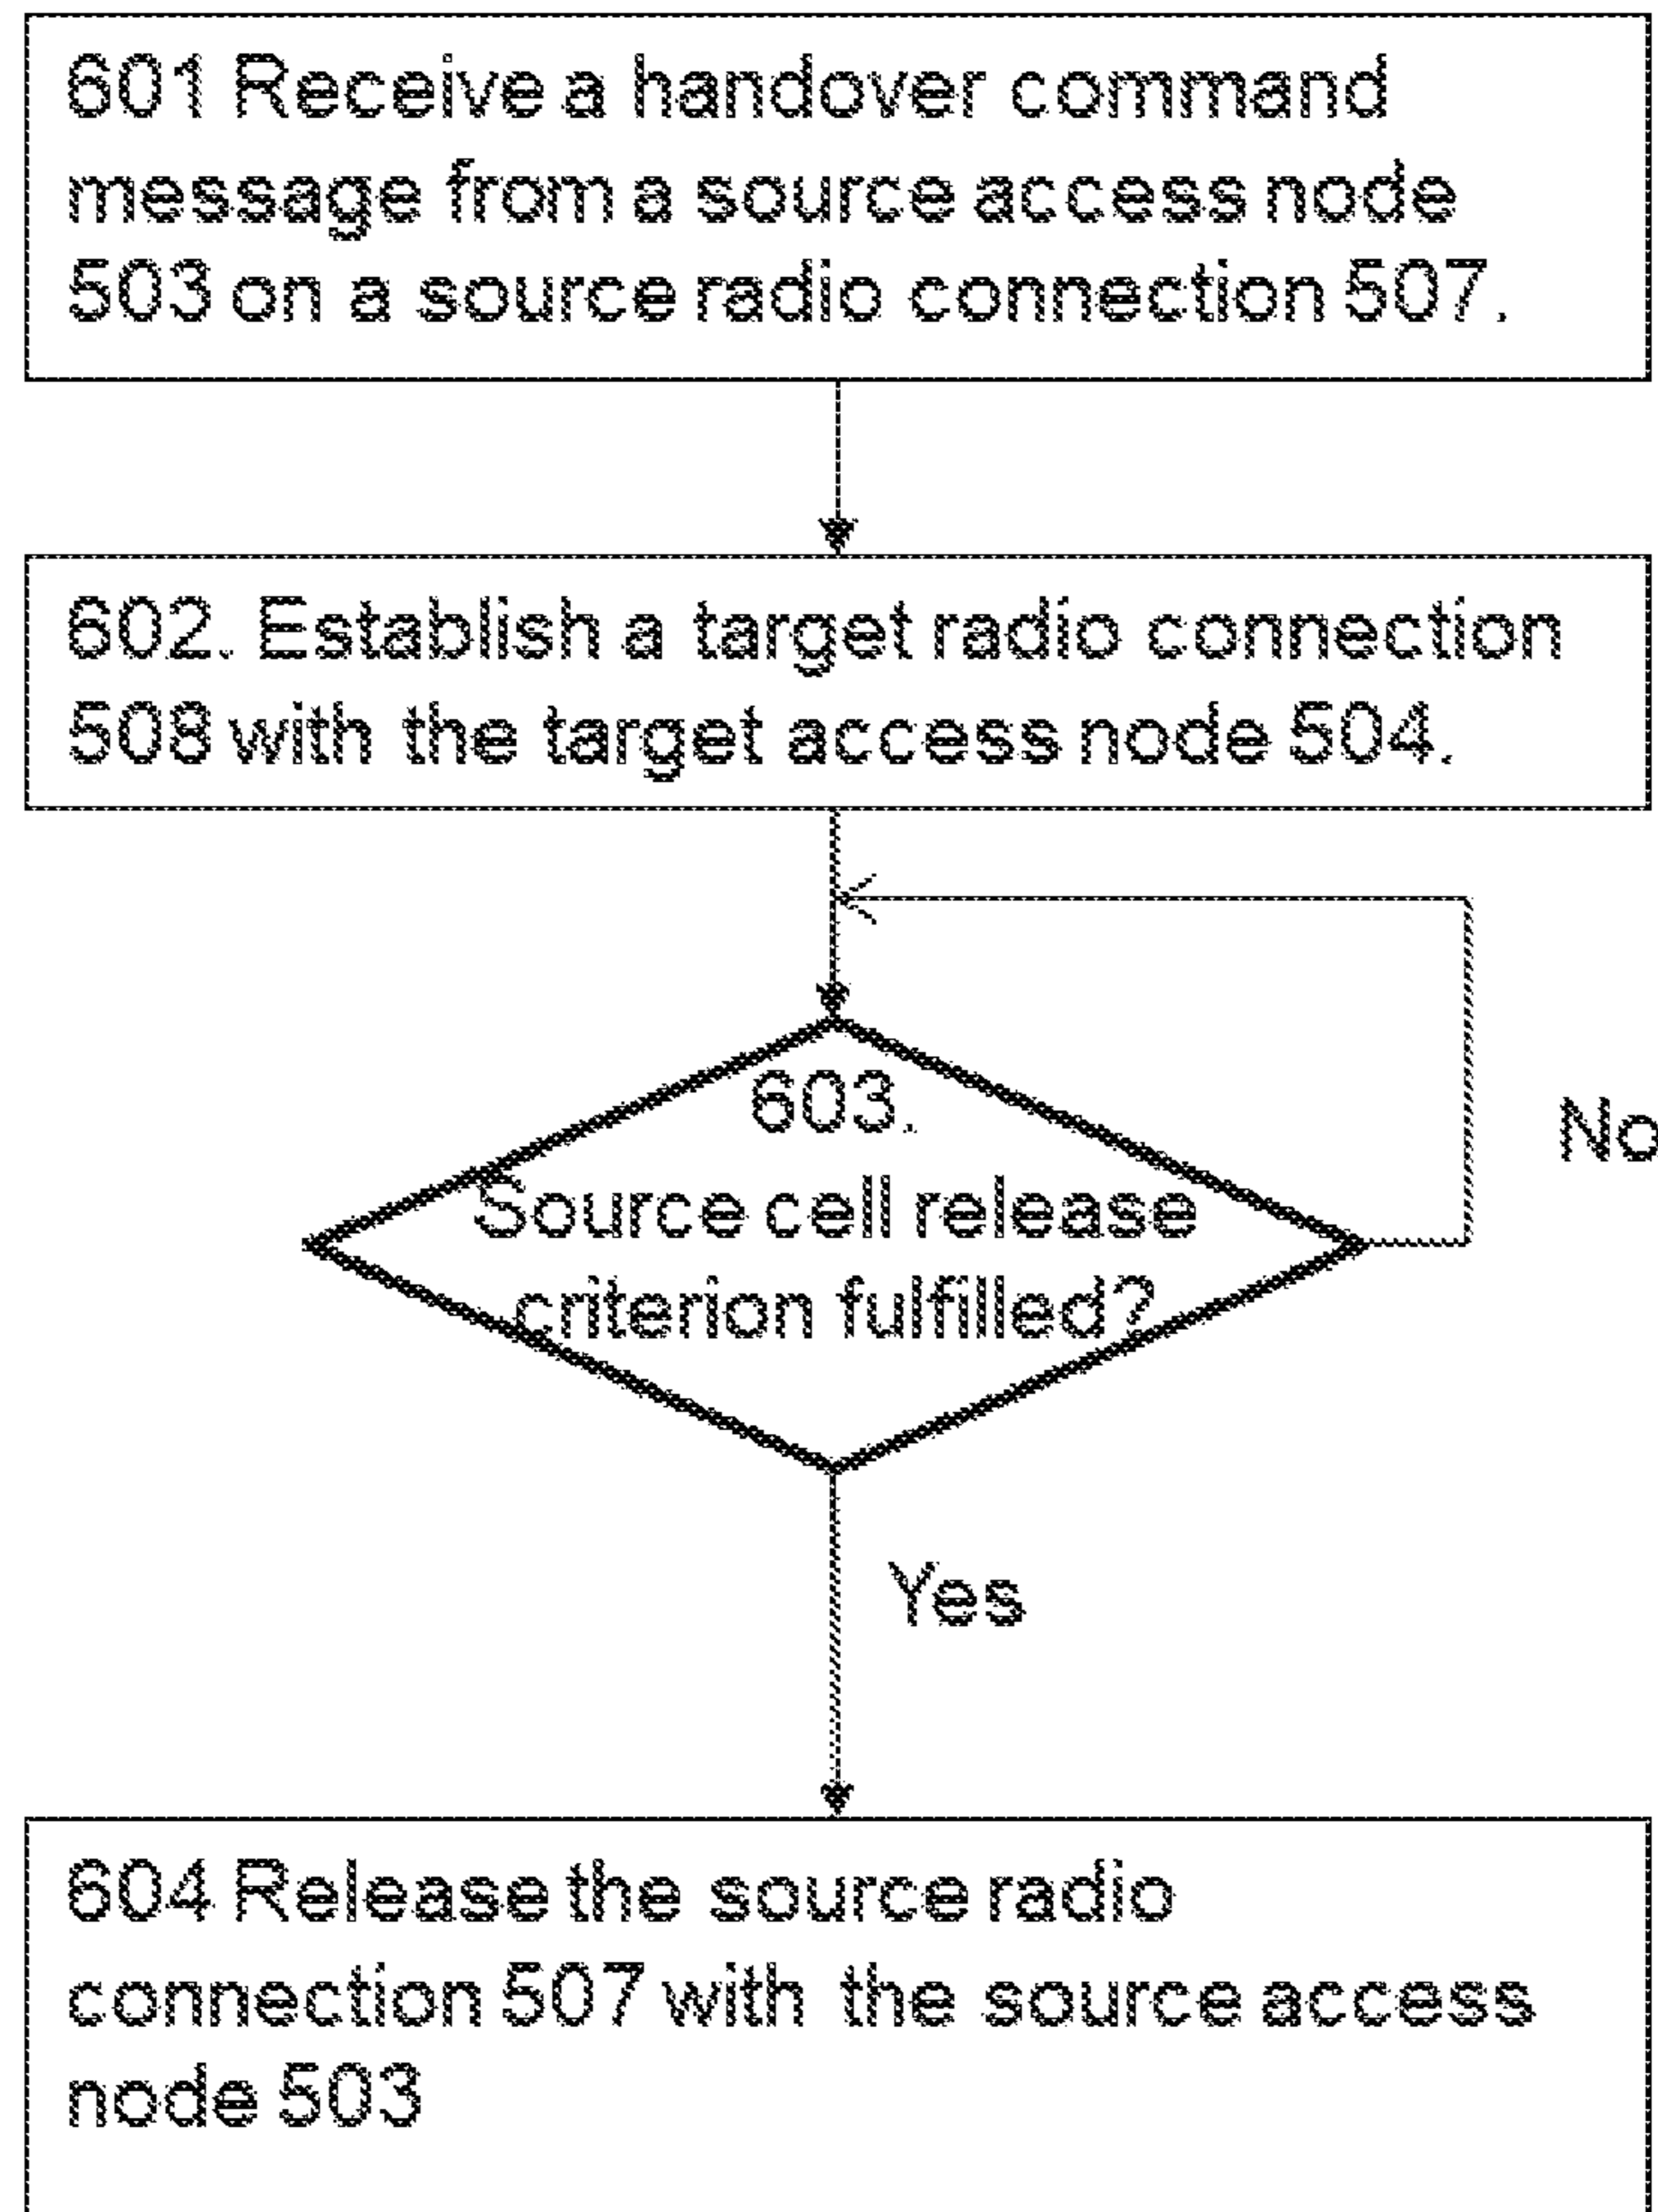 601 Receive a handover command
message from a source access node
503 on a source radio connection 507.
602. Establish a target radio connection
508 with the target access node 504.
603.
Source cell release
criterion fulfilled?
No
Yes
604 Release the source radio
connection 507 with the source access
node 503